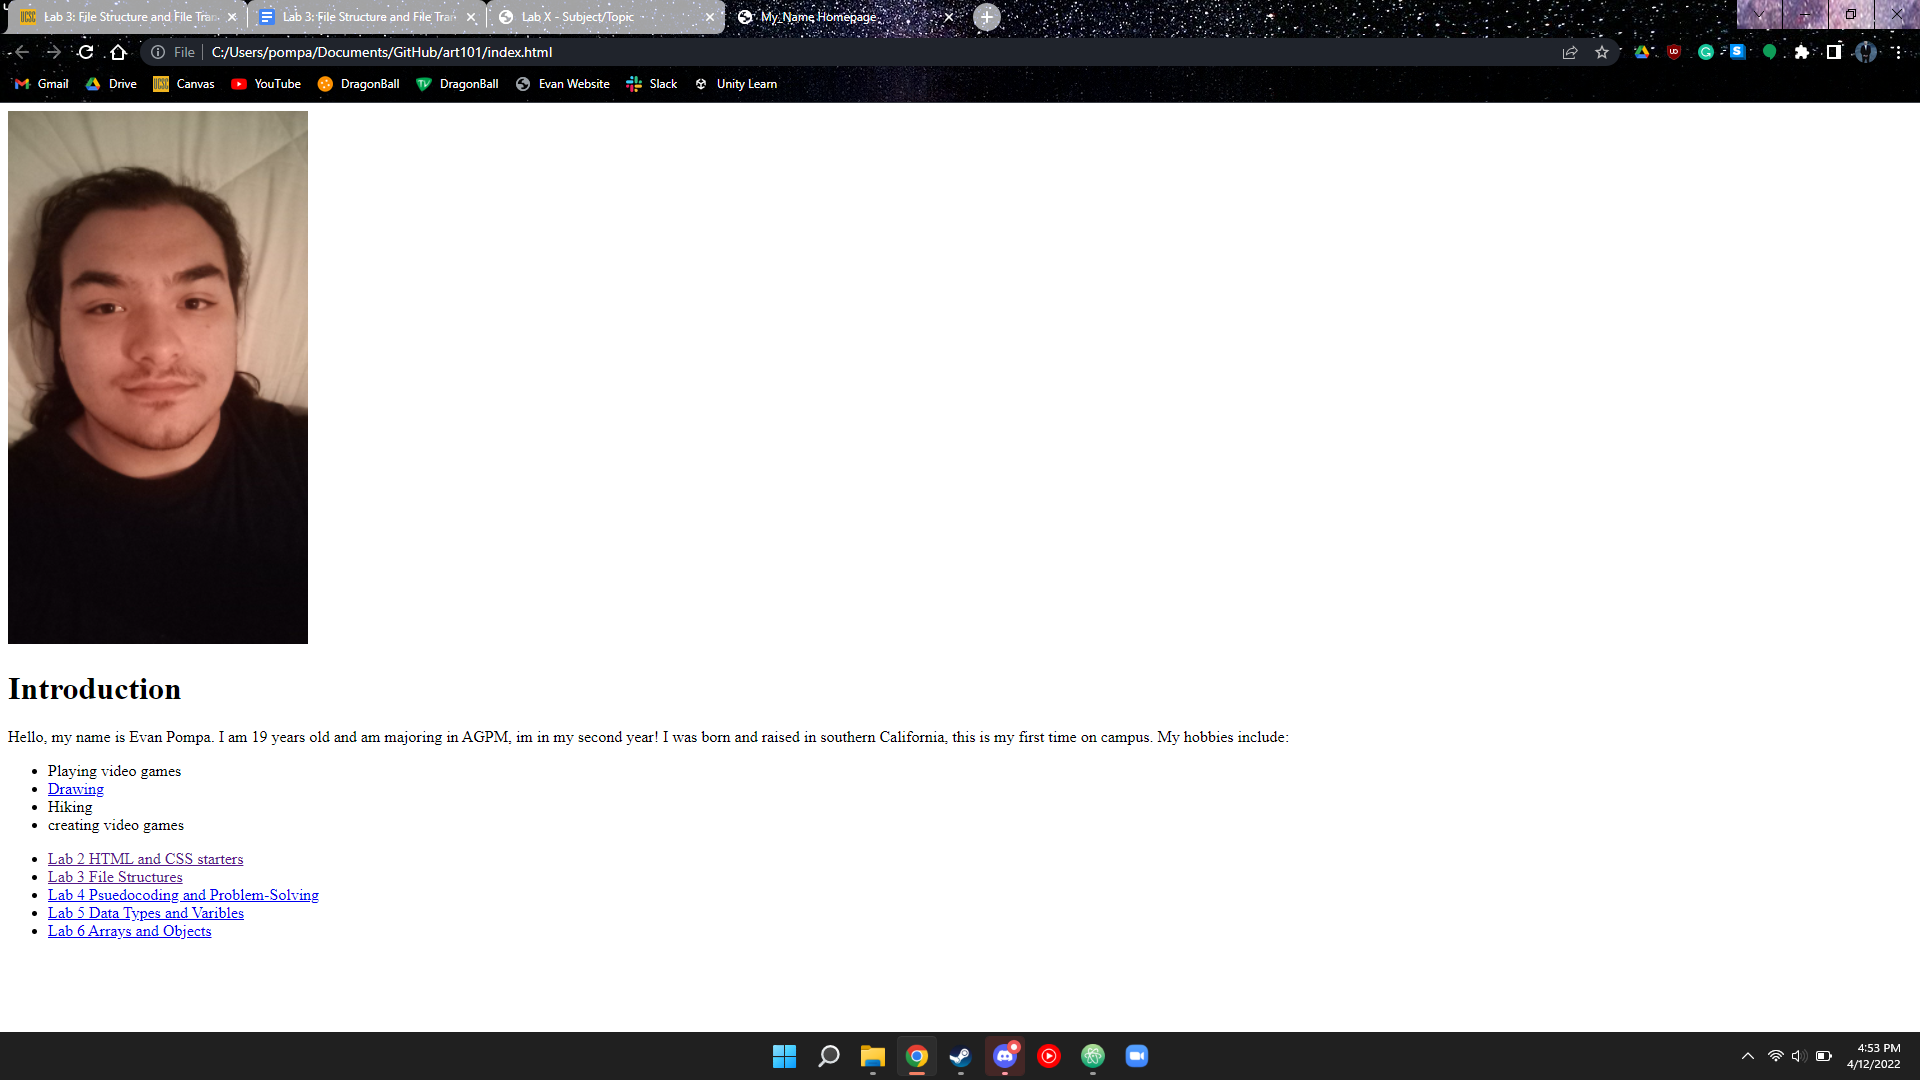 Lab 3: File Structure and File Tran
Lab 3: File Structure and File Tran
Lab X - Subject/Topic
My_Name Homepage
File
C:/Users/pompa/Documents/GitHub/art101/index.html
Gmail
Drive
Canvas
YouTube
DragonBall
DragonBall
Evan Website
Slack
Unity Learn
Introduction
Hello, my name is Evan Pompa. I am 19 years old and am majoring in AGPM, im in my second year! I was born and raised in southern California, this is my first time on campus. My hobbies include:
Playing video games
Drawing
Hiking
creating video games
Lab 2 HTML and CSS starters
Lab 3 File Structures
Lab 4 Psuedocoding and Problem-Solving
Lab 5 Data Types and Varibles
Lab 6 Arrays and Objects
4:53 PM
4/12/2022